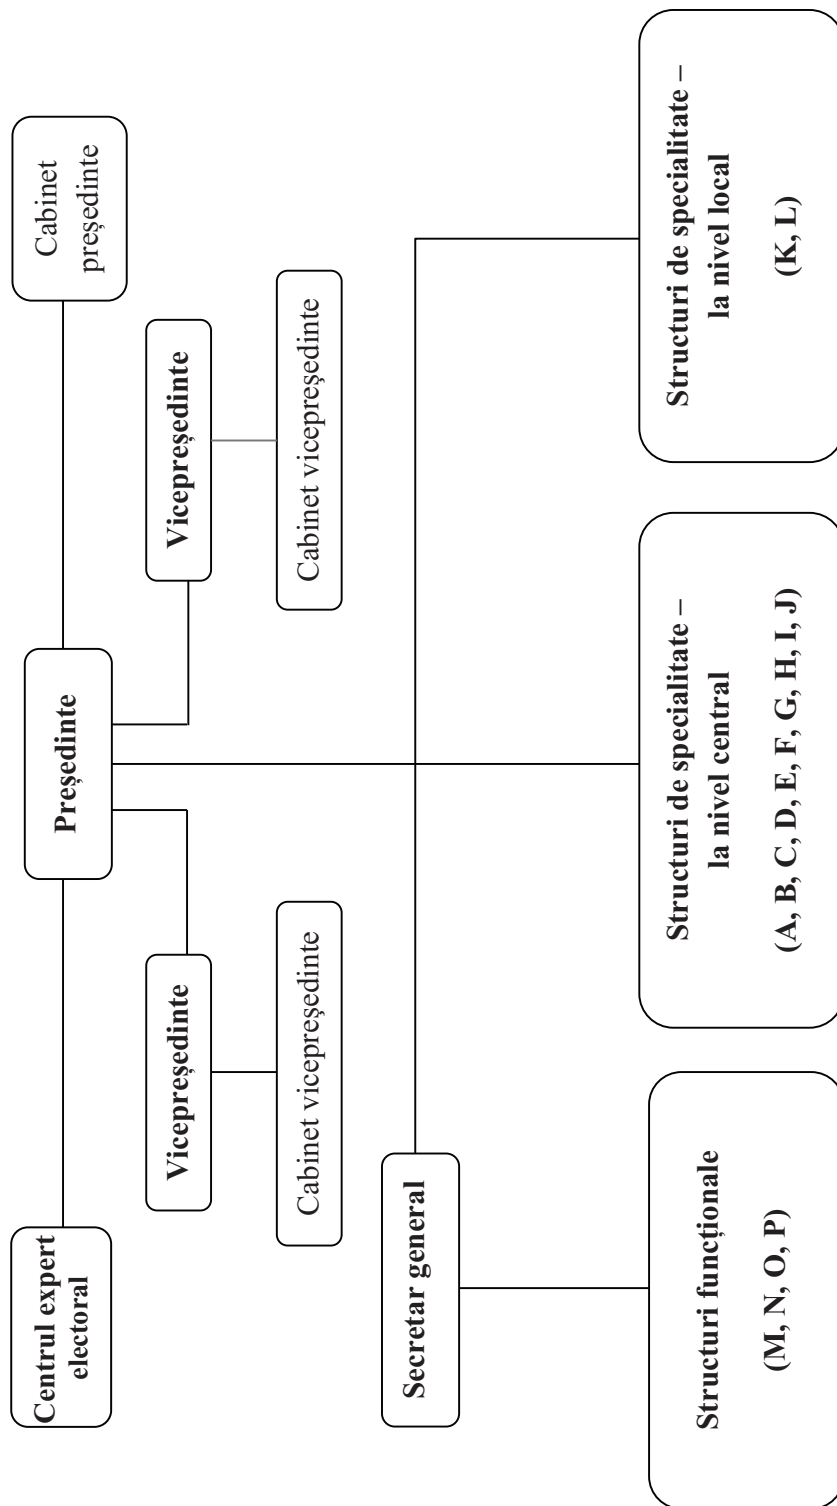 Centrul expert
electoral
Președinte
Cabinet
președinte
Vicepreședinte
Vicepreședinte
Cabinet vicepreședinte
Cabinet vicepreședinte
Secretar general
Structuri funcționale
(M, N, O, P)
Structuri de specialitate –
la nivel central
(A, B, C, D, E, F, G, H, I, J)
Structuri de specialitate –
la nivel local
(K, L)